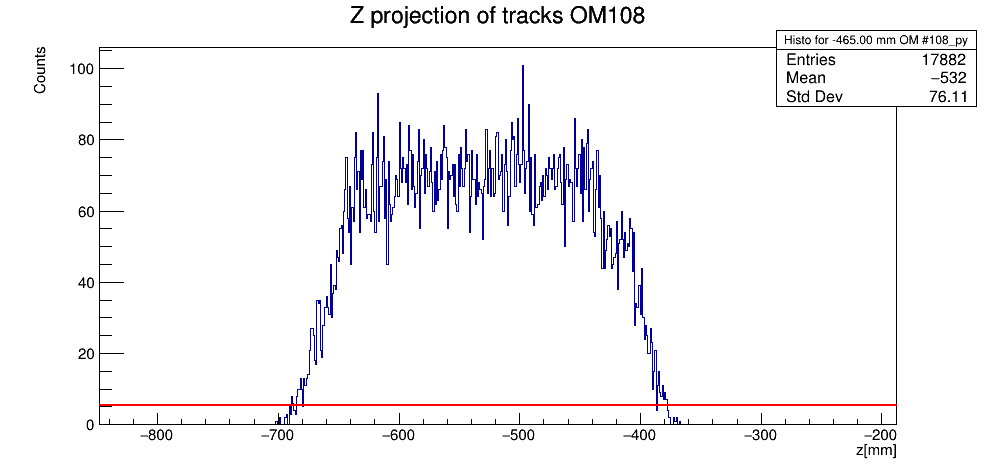 Z projection of tracks OM108
Histo for -465.00 mm OM #108_py
Entries 17882
Mean −532
Std Dev 76.11
Counts
100
80
60
40
20
0
−800 −700 −600 −500 −400 −300 −200
z[mm]